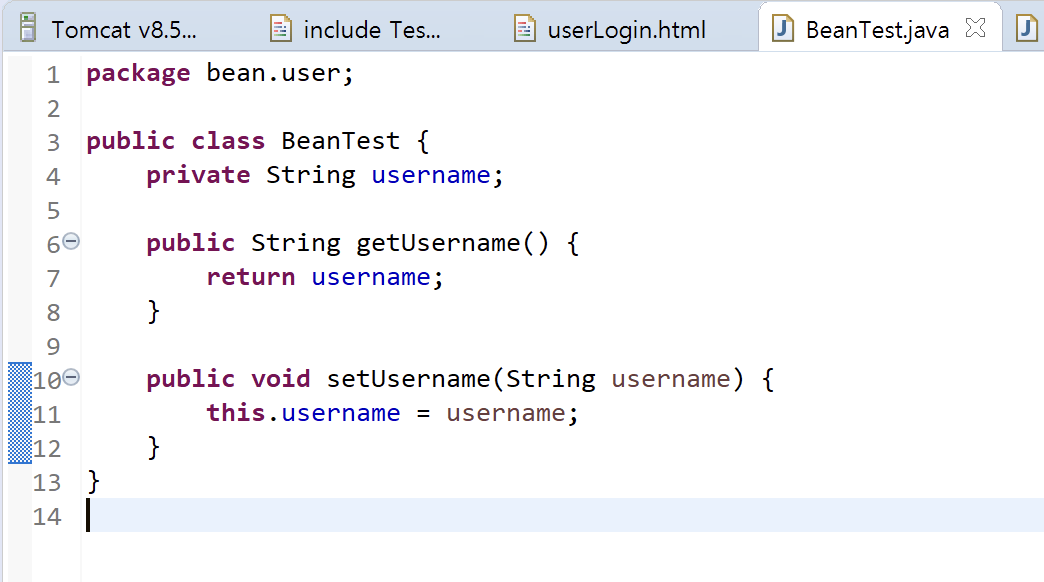 Tomcat v8.5... include Tes... userLogin.html BeanTest.java
1 package bean.user;
2
3 public class BeanTest {
4     private String username;
5
6     public String getUsername() {
7         return username;
8     }
9
10     public void setUsername(String username) {
11         this.username = username;
12     }
13 }
14